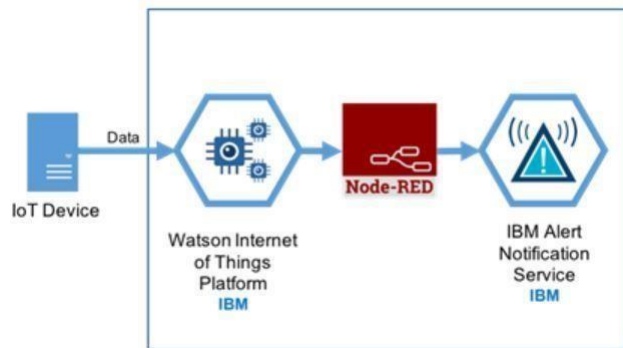 Data
IoT Device
Watson Internet
of Things
Platform
IBM
Node-RED
IBM Alert
Notification
Service
IBM